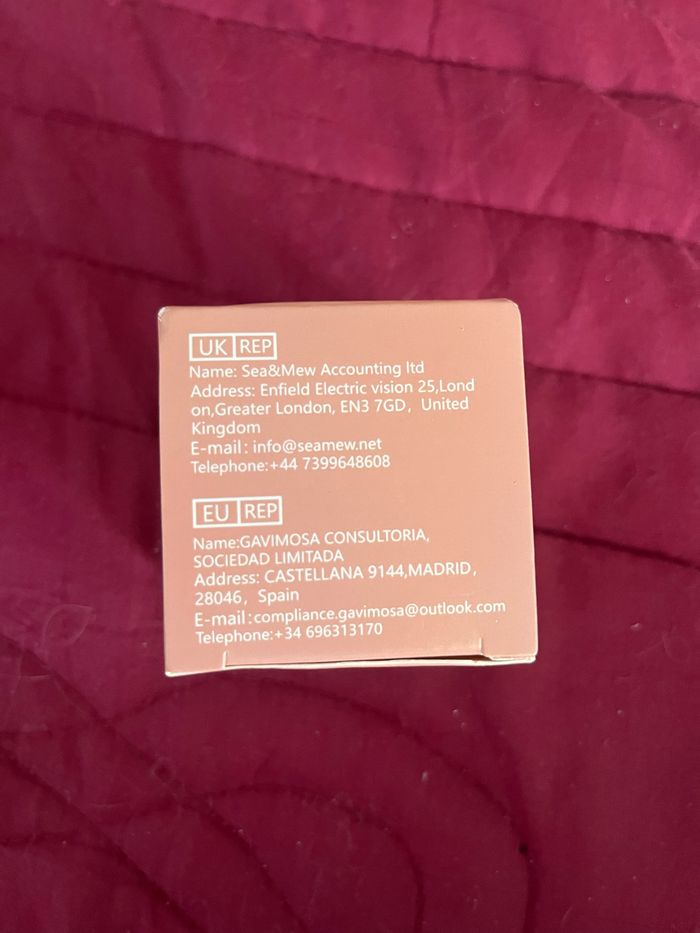 UK REP
Name: Sea&Mew Accounting ltd
Address: Enfield Electric vision 25,Lond
on,Greater London, EN3 7GD, United
Kingdom
E-mail: info@seamew.net
Telephone:+44 7399648608
EU REP
Name:GAVIMOSA CONSULTORIA,
SOCIEDAD LIMITADA
Address: CASTELLANA 9144,MADRID,
28046, Spain
E-mail:compliance.gavimosa@outlook.com
Telephone:+34 696313170